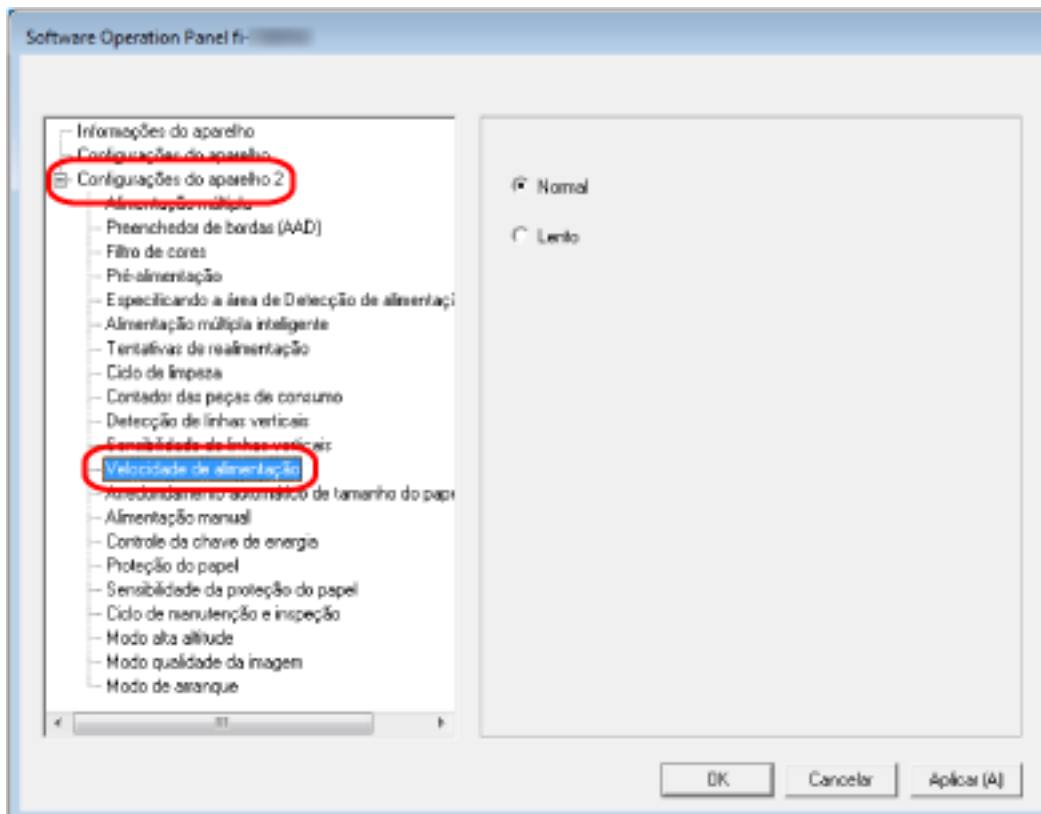 Software Operation Panel fi-
Informações do aparelho
Configurações do aparelho
Configurações do aparelho 2
Alimentação múltipla
Preenchedor de bordas (AAD)
Filtro de cores
Pré-alimentação
Especificando a área de Detecção de alimentaçã
Alimentação múltipla inteligente
Tentativas de realimentação
Ciclo de limpeza
Contador das peças de consumo
Detecção de linhas verticais
Sensibilidade de linhas verticais
Velocidade de alimentação
Arredondamento automático de tamanho do pape
Alimentação manual
Controle da chave de energia
Proteção do papel
Sensibilidade da proteção do papel
Ciclo de manutenção e inspeção
Modo alta altitude
Modo qualidade da imagem
Modo de arranque
Normal
Lento
OK
Cancelar
Aplicar (A)